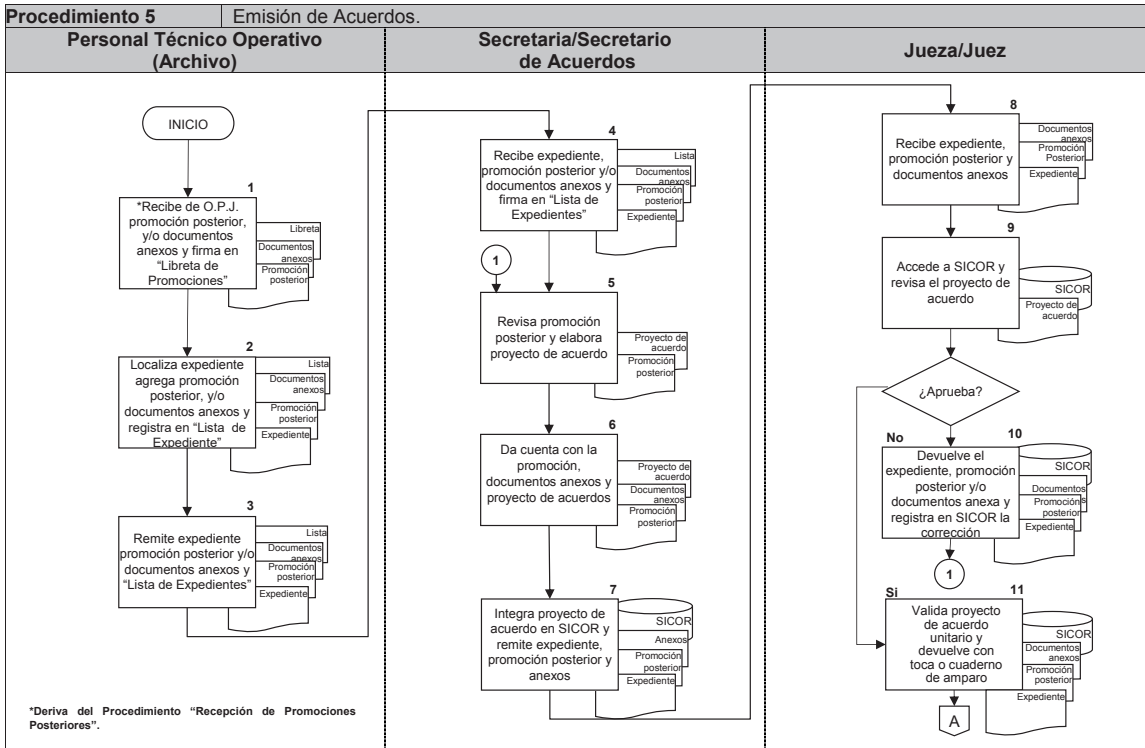 Procedimiento 5
Emisión de Acuerdos.
Personal Técnico Operativo
(Archivo)
Secretaria/Secretario
de Acuerdos
Jueza/Juez
INICIO
1
*Recibe de O.P.J.
promoción posterior,
y/o documentos
anexos y firma en
“Libreta de
Promociones”
Libreta
Documentos
anexos
Promoción
posterior
2
Localiza expediente
agrega promoción
posterior, y/o
documentos anexos y
registra en “Lista de
Expediente”
Lista
Documentos
anexos
Promoción
posterior
Expediente
3
Remite expediente
promoción posterior y/o
documentos anexos y
“Lista de Expedientes”
Lista
Documentos
anexos
Promoción
posterior
Expediente
*Deriva del Procedimiento “Recepción de Promociones
Posteriores”.
4
Recibe expediente,
promoción posterior y/o
documentos anexos y
firma en “Lista de
Expedientes”
Lista
Documentos
anexos
Promoción
posterior
Expediente
1
5
Revisa promoción
posterior y elabora
proyecto de acuerdo
Proyecto de
acuerdo
Promoción
posterior
6
Da cuenta con la
promoción,
documentos anexos y
proyecto de acuerdos
Proyecto de
acuerdo
Documentos
anexos
Promoción
posterior
7
Integra proyecto de
acuerdo en SICOR y
remite expediente,
promoción posterior y
anexos
SICOR
Anexos
Promoción
posterior
Expediente
8
Recibe expediente,
promoción posterior y
documentos anexos
Documentos
anexos
Promoción
Posterior
Expediente
9
Accede a SICOR y
revisa el proyecto de
acuerdo
SICOR
Proyecto de
acuerdo
¿Aprueba?
No
10
Devuelve el
expediente, promoción
posterior y/o
documentos anexa y
registra en SICOR la
corrección
SICOR
Documentos
s
Promoción
posterior
Expediente
1
Si
11
Valida proyecto
de acuerdo
unitario y
devuelve con
toca o cuaderno
de amparo
SICOR
Documentos
anexos
Promoción
posterior
Expediente
A